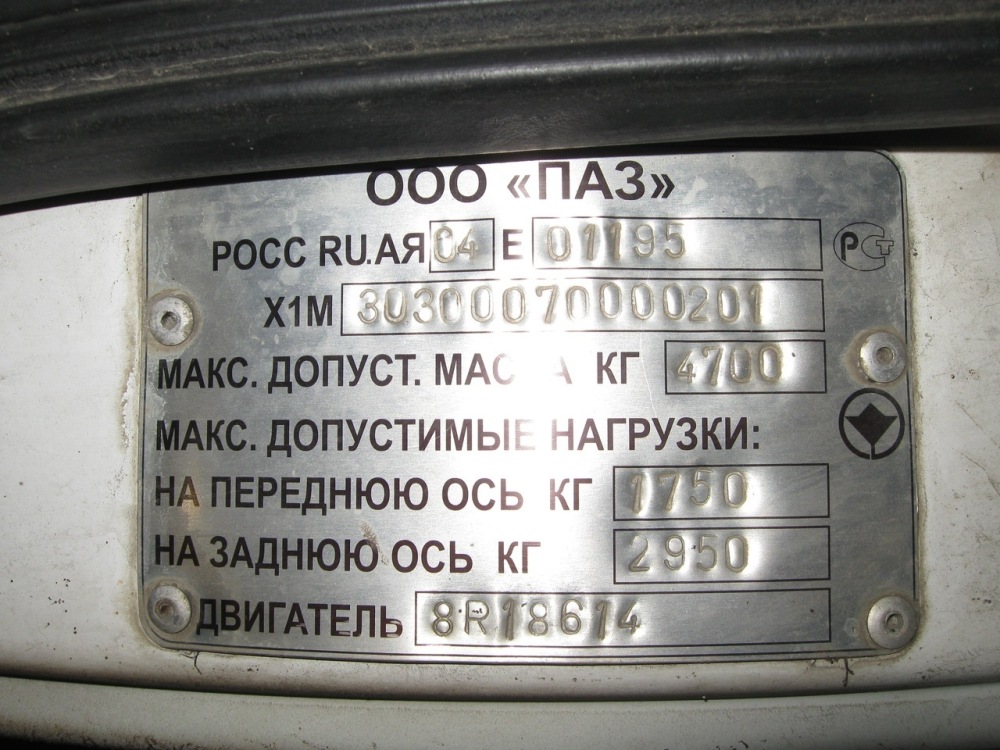 ООО «ПАЗ»
РОСС RU.АЯ 04 Е 01195
X1M 30300070000201
МАКС. ДОПУСТ. МАССА КГ 4700
МАКС. ДОПУСТИМЫЕ НАГРУЗКИ:
НА ПЕРЕДНЮЮ ОСЬ КГ 1750
НА ЗАДНЮЮ ОСЬ КГ 2950
ДВИГАТЕЛЬ 8R18614